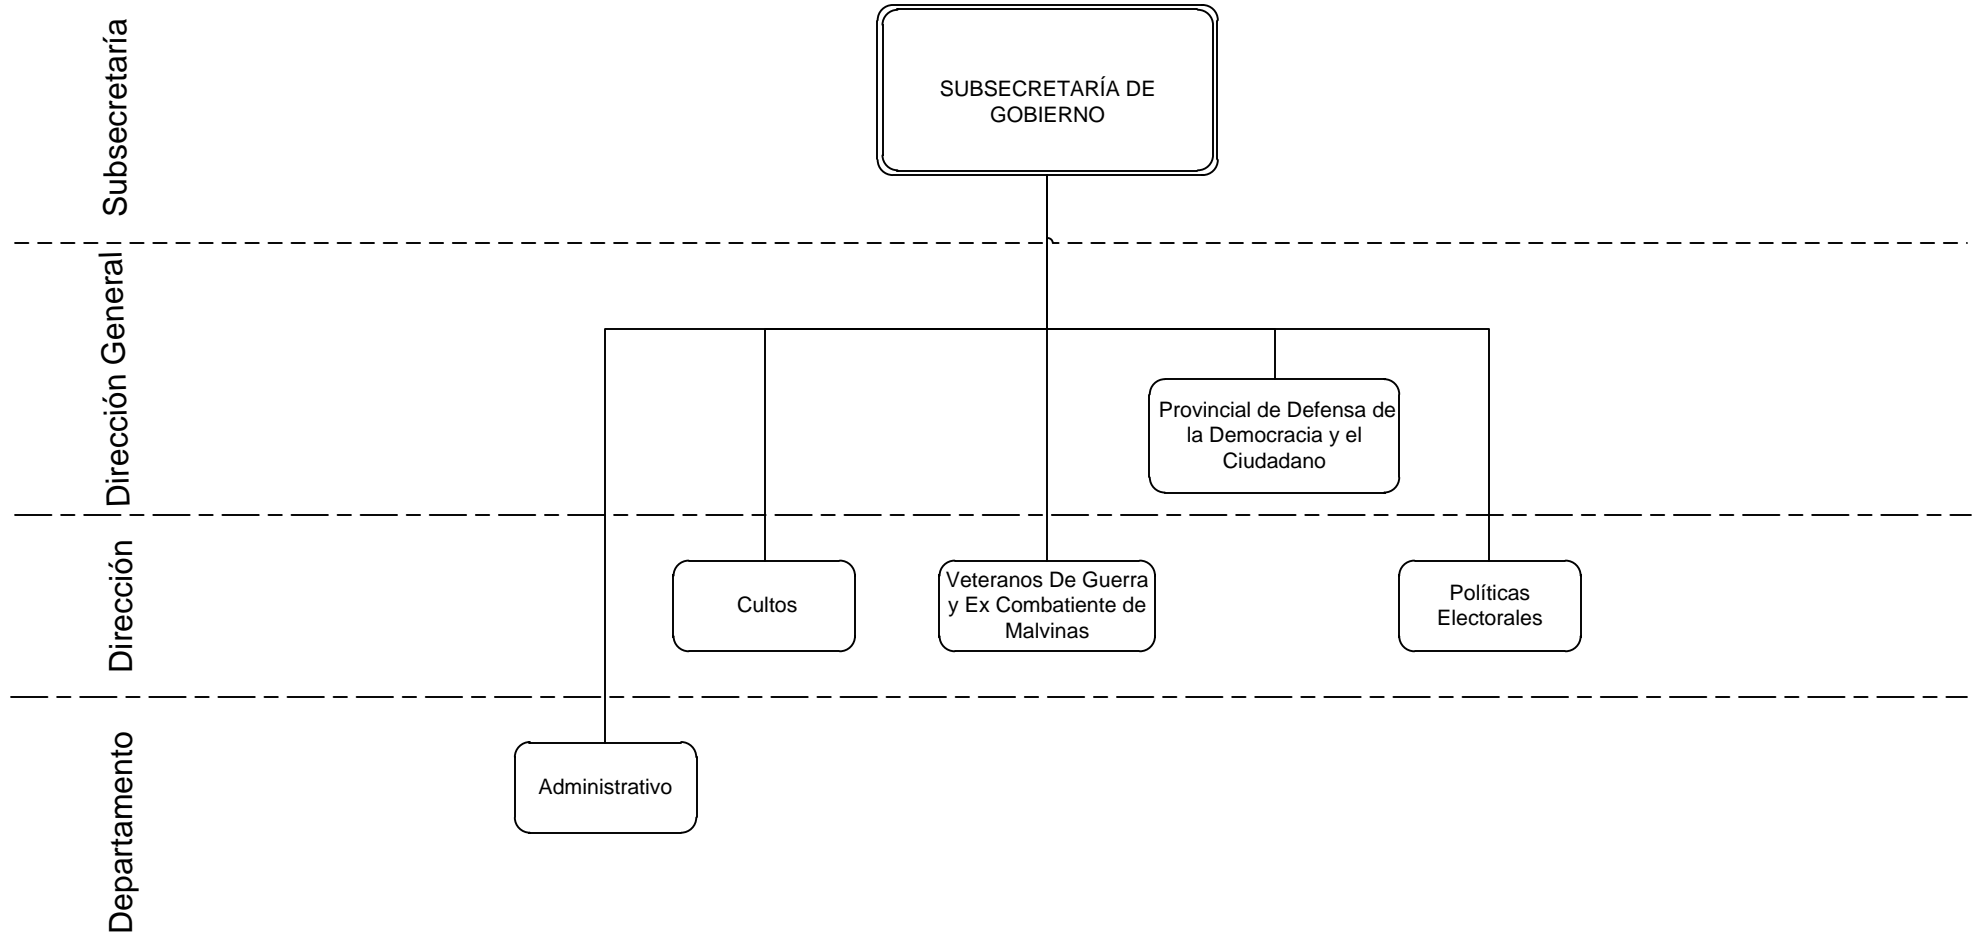 Subsecretaría
SUBSECRETARÍA DE
GOBIERNO
Dirección General
Provincial de Defensa de
la Democracia y el
Ciudadano
Dirección
Cultos
Veteranos De Guerra
y Ex Combatiente de
Malvinas
Políticas
Electorales
Departamento
Administrativo